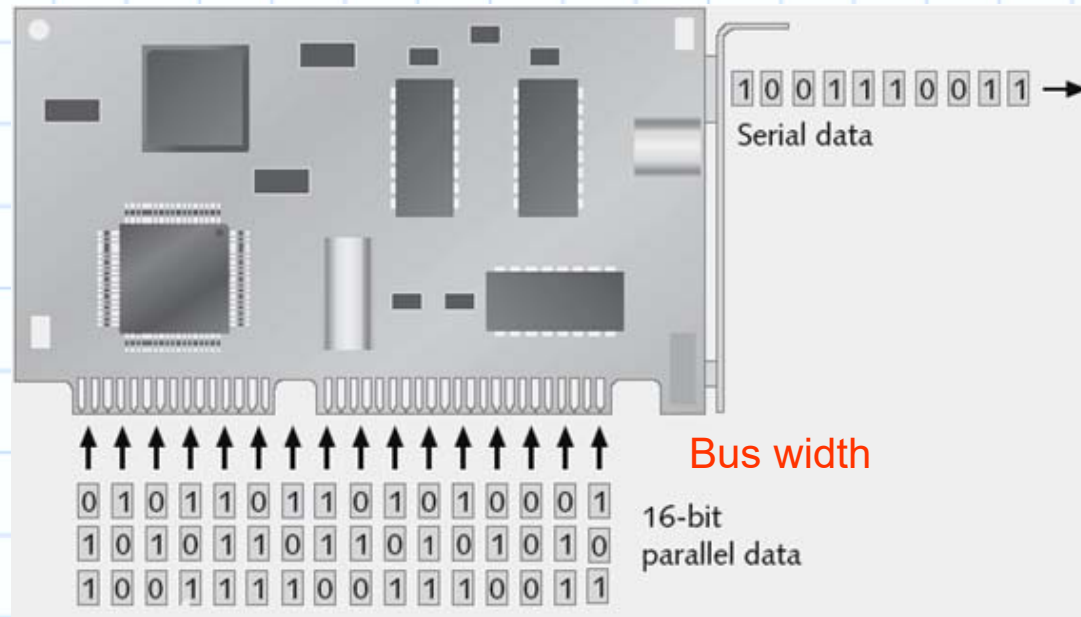 1 0 0 1 1 1 0 0 1 1
Serial data
Bus width
0 1 0 1 1 0 1 1 0 1 0 1 0 0 0 1
1 0 1 0 1 1 0 1 1 0 1 0 1 0 1 0
1 0 0 1 1 1 1 0 0 1 1 1 0 0 1 1
16-bit
parallel data